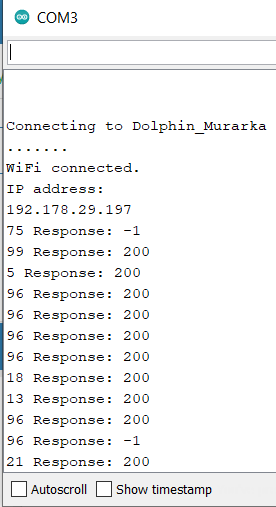 COM3
Connecting to Dolphin_Murarka
.......
WiFi connected.
IP address:
192.178.29.197
75 Response: -1
99 Response: 200
5 Response: 200
96 Response: 200
96 Response: 200
96 Response: 200
96 Response: 200
18 Response: 200
13 Response: 200
96 Response: 200
96 Response: -1
21 Response: 200
Autoscroll Show timestamp